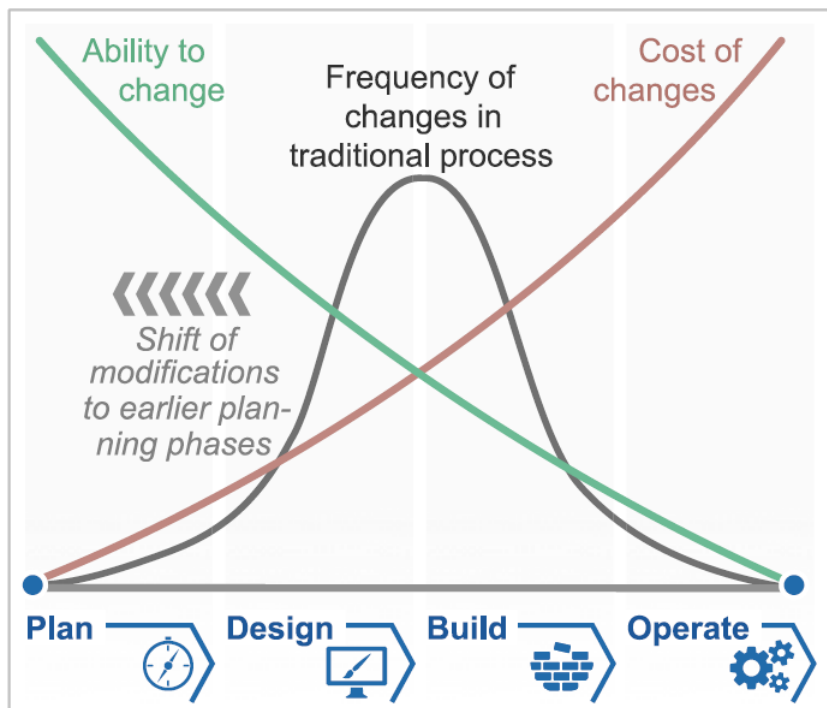 Ability to
change
Frequency of
changes in
traditional process
Cost of
changes
Shift of
modifications
to earlier plan-
ning phases
Plan
Design
Build
Operate